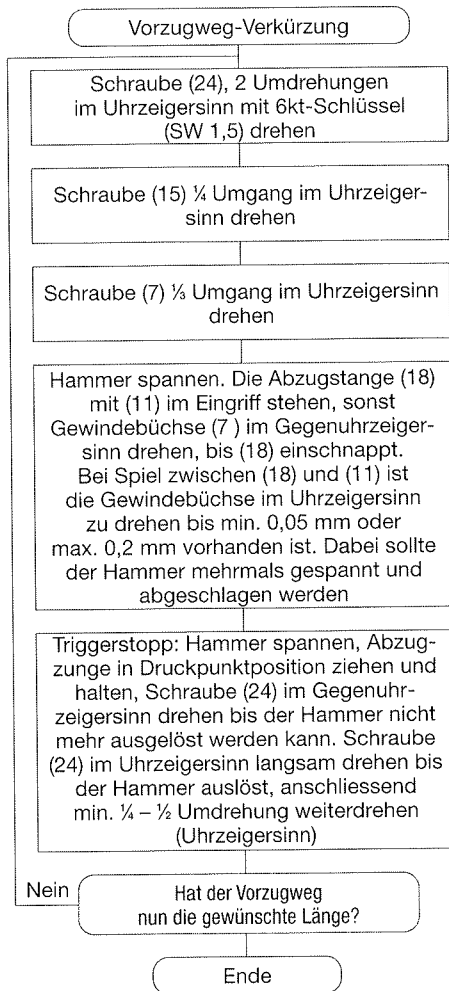 Vorzugweg-Verkürzung
Schraube (24), 2 Umdrehungen
im Uhrzeigersinn mit 6kt-Schlüssel
(SW 1,5) drehen
Schraube (15) ¼ Umgang im Uhrzeiger-
sinn drehen
Schraube (7) ⅓ Umgang im Uhrzeigersinn
drehen
Hammer spannen. Die Abzugstange (18)
mit (11) im Eingriff stehen, sonst
Gewindebüchse (7 ) im Gegenuhrzeiger-
sinn drehen, bis (18) einschnappt.
Bei Spiel zwischen (18) und (11) ist
die Gewindebüchse im Uhrzeigersinn
zu drehen bis min. 0,05 mm oder
max. 0,2 mm vorhanden ist. Dabei sollte
der Hammer mehrmals gespannt und
abgeschlagen werden
Triggerstopp: Hammer spannen, Abzug-
zunge in Druckpunktposition ziehen und
halten, Schraube (24) im Gegenuhr-
zeigersinn drehen bis der Hammer nicht
mehr ausgelöst werden kann. Schraube
(24) im Uhrzeigersinn langsam drehen bis
der Hammer auslöst, anschliessend
min. ¼ – ½ Umdrehung weiterdrehen
(Uhrzeigersinn)
Nein
Hat der Vorzugweg
nun die gewünschte Länge?
Ende